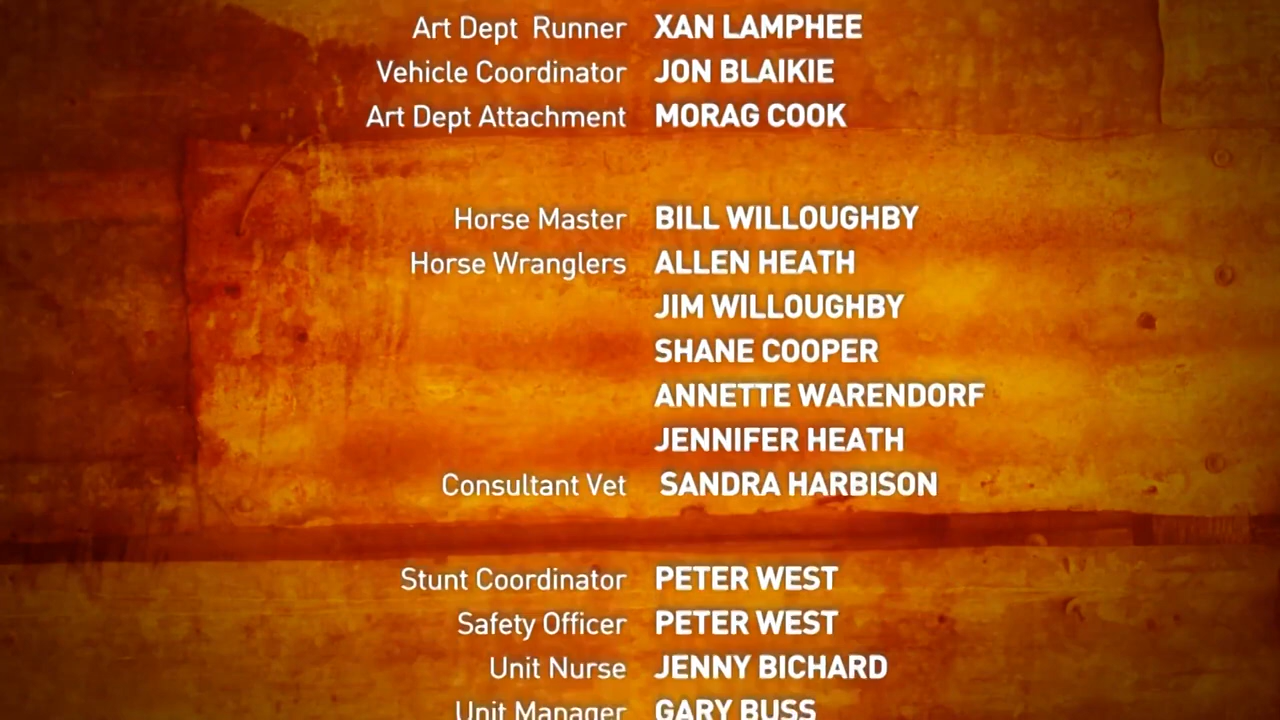 Art Dept Runner XAN LAMPHEE
Vehicle Coordinator JON BLAIKIE
Art Dept Attachment MORAG COOK
Horse Master BILL WILLOUGHBY
Horse Wranglers ALLEN HEATH
JIM WILLOUGHBY
SHANE COOPER
ANNETTE WARENDORF
JENNIFER HEATH
Consultant Vet SANDRA HARBISON
Stunt Coordinator PETER WEST
Safety Officer PETER WEST
Unit Nurse JENNY BICHARD
Unit Manager GARY BUSS